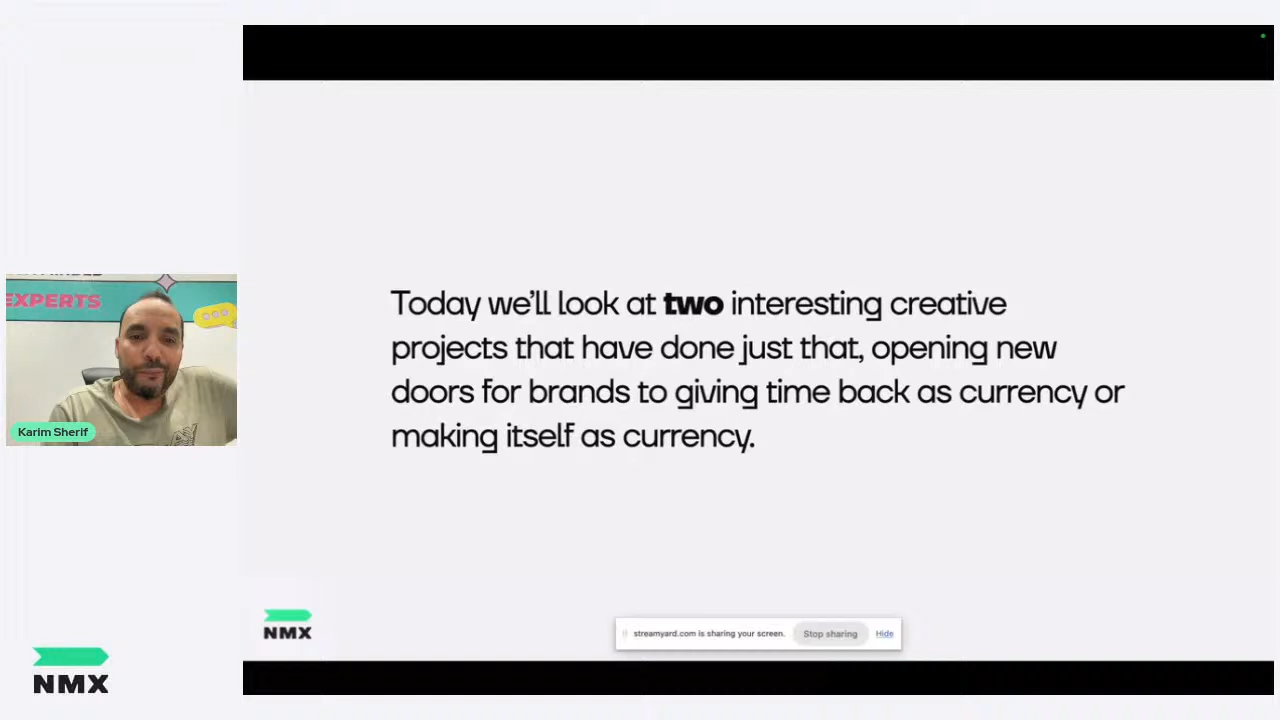 EXPERTS
Karim Sherif
NMX
Today we'll look at two interesting creative
projects that have done just that, opening new
doors for brands to giving time back as currency or
making itself as currency.
NMX
streamyard.com is sharing your screen. Stop sharing Hide